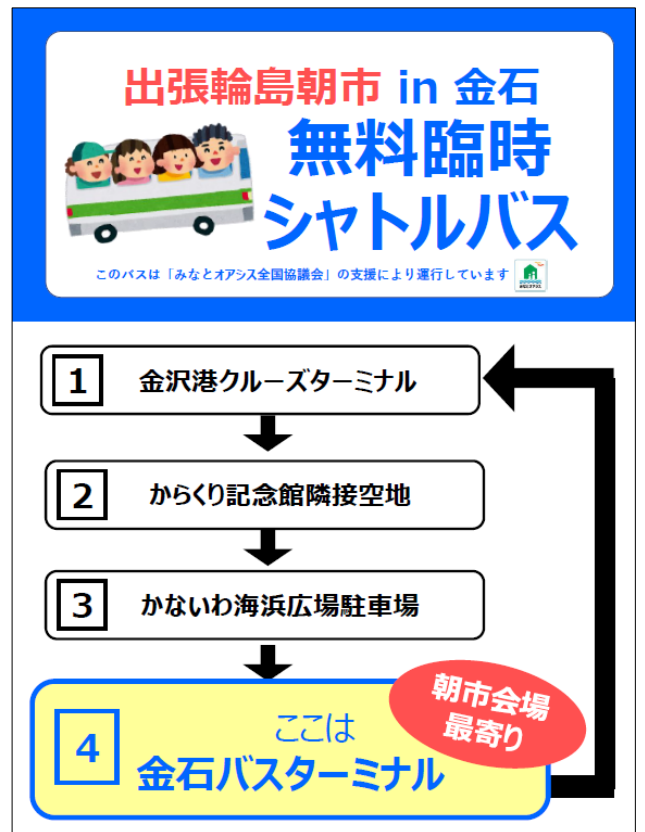 出張輪島朝市 in 金石
無料臨時
シャトルバス
このバスは「みなとオアシス全国協議会」の支援により運行しています
1 金沢港クルーズターミナル
2 からくり記念館隣接空地
3 かないわ海浜広場駐車場
朝市会場
最寄り
4 ここは
金石バスターミナル